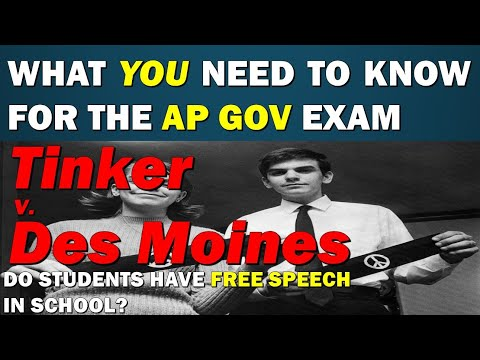 WHAT YOU NEED TO KNOW
FOR THE AP GOV EXAM
Tinker
v.
Des Moines
DO STUDENTS HAVE FREE SPEECH
IN SCHOOL?